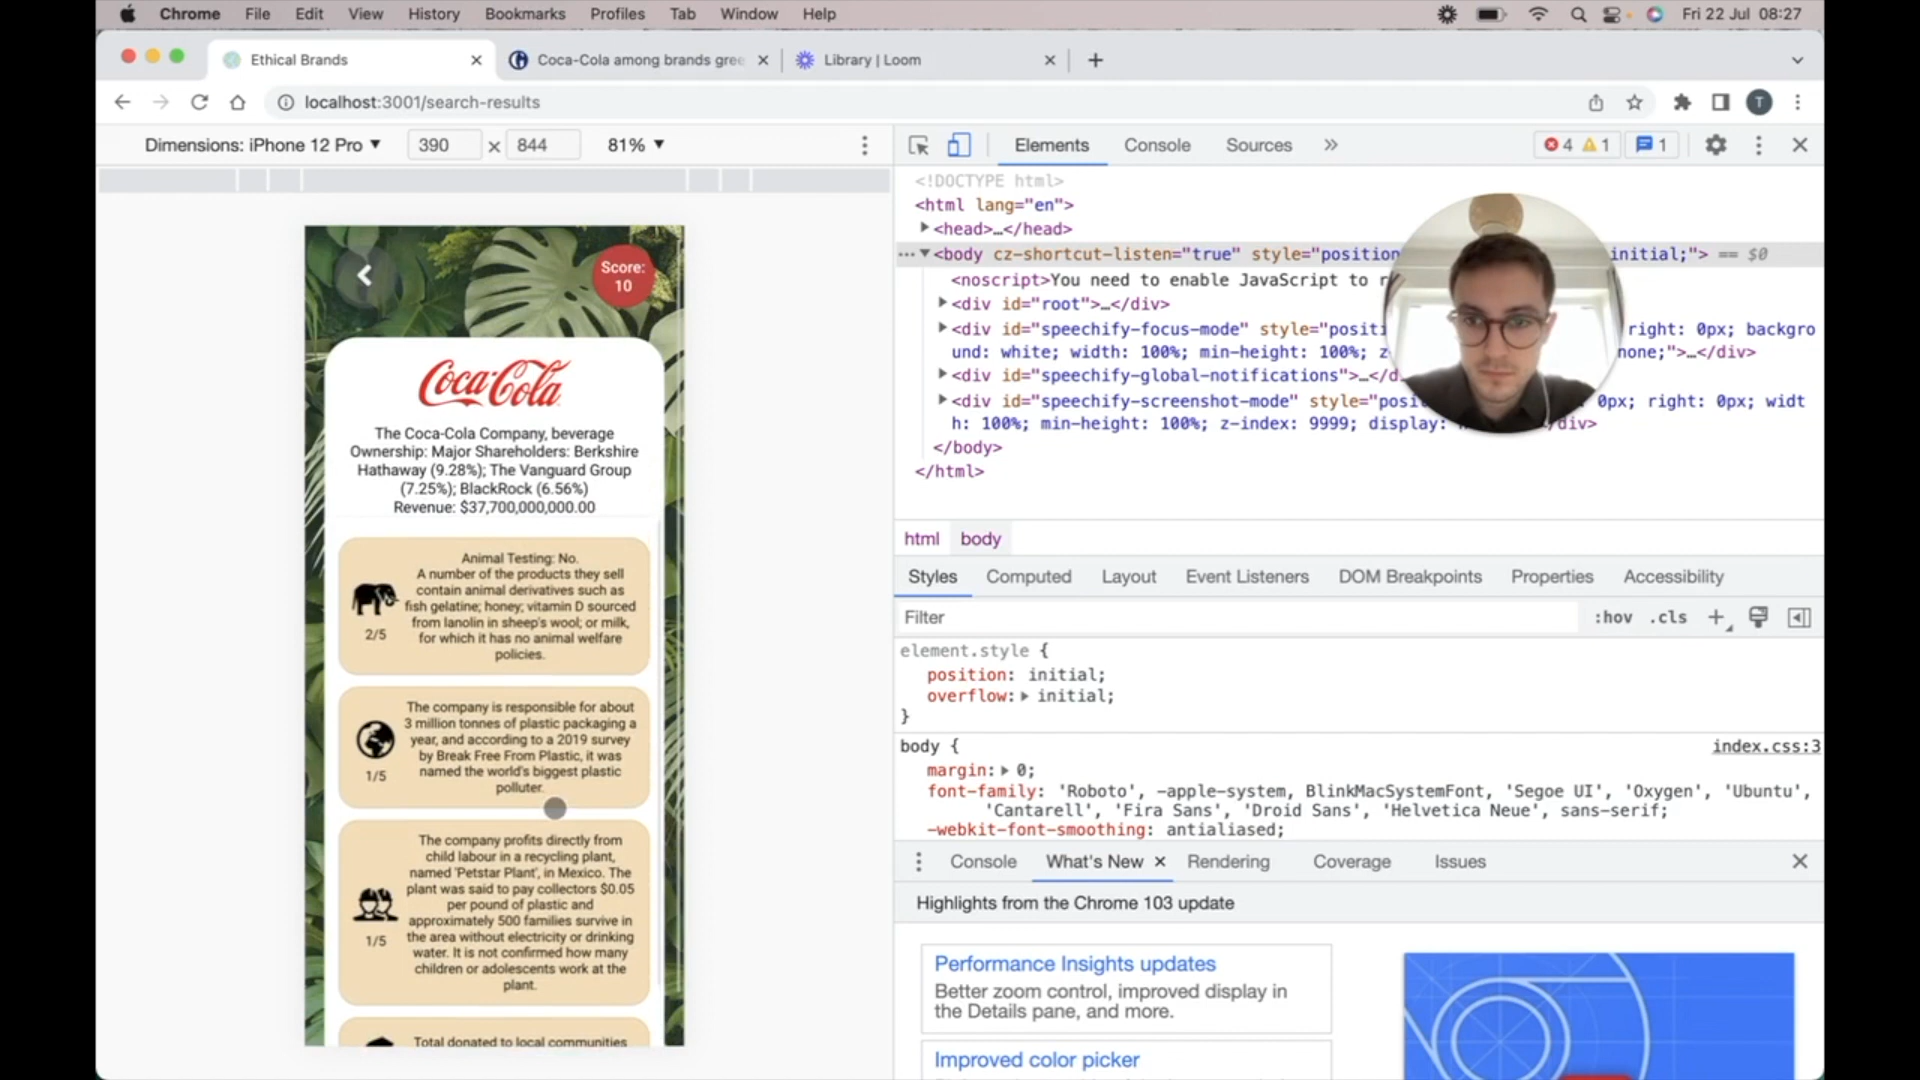 Chrome File Edit View History Bookmarks Profiles Tab Window Help Fri 22 Jul 08:27
Ethical Brands Coca-Cola among brands gree Library | Loom
localhost:3001/search-results T
Dimensions: iPhone 12 Pro 390 × 844 81%
Elements Console Sources 4 1 1
Score:
10
Coca-Cola
The Coca-Cola Company, beverage
Ownership: Major Shareholders: Berkshire
Hathaway (9.28%); The Vanguard Group
(7.25%); BlackRock (6.56%)
Revenue: $37,700,000,000.00
Animal Testing: No.
A number of the products they sell
contain animal derivatives such as
fish gelatine; honey; vitamin D sourced
from lanolin in sheep's wool; or milk,
for which it has no animal welfare
policies.
2/5
The company is responsible for about
3 million tonnes of plastic packaging a
year, and according to a 2019 survey
by Break Free From Plastic, it was
named the world's biggest plastic
polluter.
1/5
The company profits directly from
child labour in a recycling plant,
named 'Petstar Plant', in Mexico. The
plant was said to pay collectors $0.05
per pound of plastic and
approximately 500 families survive in
the area without electricity or drinking
water. It is not confirmed how many
children or adolescents work at the
plant.
1/5
Total donated to local communities
<!DOCTYPE html>
<html lang="en">
<head>…</head>
<body cz-shortcut-listen="true" style="position initial;"> == $0
<noscript>You need to enable JavaScript to
<div id="root">…</div>
<div id="speechify-focus-mode" style="positi right: 0px; backgro
und: white; width: 100%; min-height: 100%; z none;">…</div>
<div id="speechify-global-notifications">…</d
<div id="speechify-screenshot-mode" style="posi 0px; right: 0px; widt
h: 100%; min-height: 100%; z-index: 9999; display: div>
</body>
</html>
html body
Styles Computed Layout Event Listeners DOM Breakpoints Properties Accessibility
Filter :hov .cls
element.style {
position: initial;
overflow: initial;
}
body { index.css:3
margin: 0;
font-family: 'Roboto', -apple-system, BlinkMacSystemFont, 'Segoe UI', 'Oxygen', 'Ubuntu',
'Cantarell', 'Fira Sans', 'Droid Sans', 'Helvetica Neue', sans-serif;
-webkit-font-smoothing: antialiased;
Console What's New Rendering Coverage Issues
Highlights from the Chrome 103 update
Performance Insights updates
Better zoom control, improved display in
the Details pane, and more.
Improved color picker